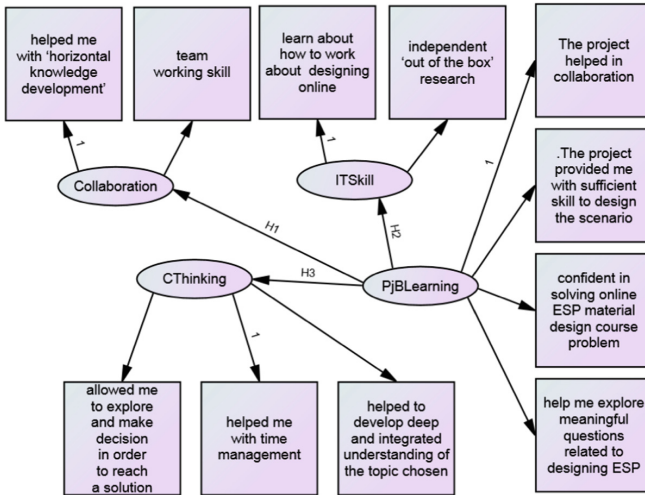 helped me
with ‘horizontal
knowledge
development’
team
working skill
learn about
how to work
about designing
online
independent
‘out of the box’
research
The project
helped in
collaboration
1
1
1
Collaboration
ITSkill
.The project
provided me
with sufficient
skill to design
the scenario
H1
H2
H3
CThinking
PjBLearning
confident in
solving online
ESP material
design course
problem
1
allowed me
to explore
and make
decision
in order
to reach
a solution
helped me
with time
management
helped to
develop deep
and integrated
understanding of
the topic chosen
help me explore
meaningful
questions
related to
designing ESP